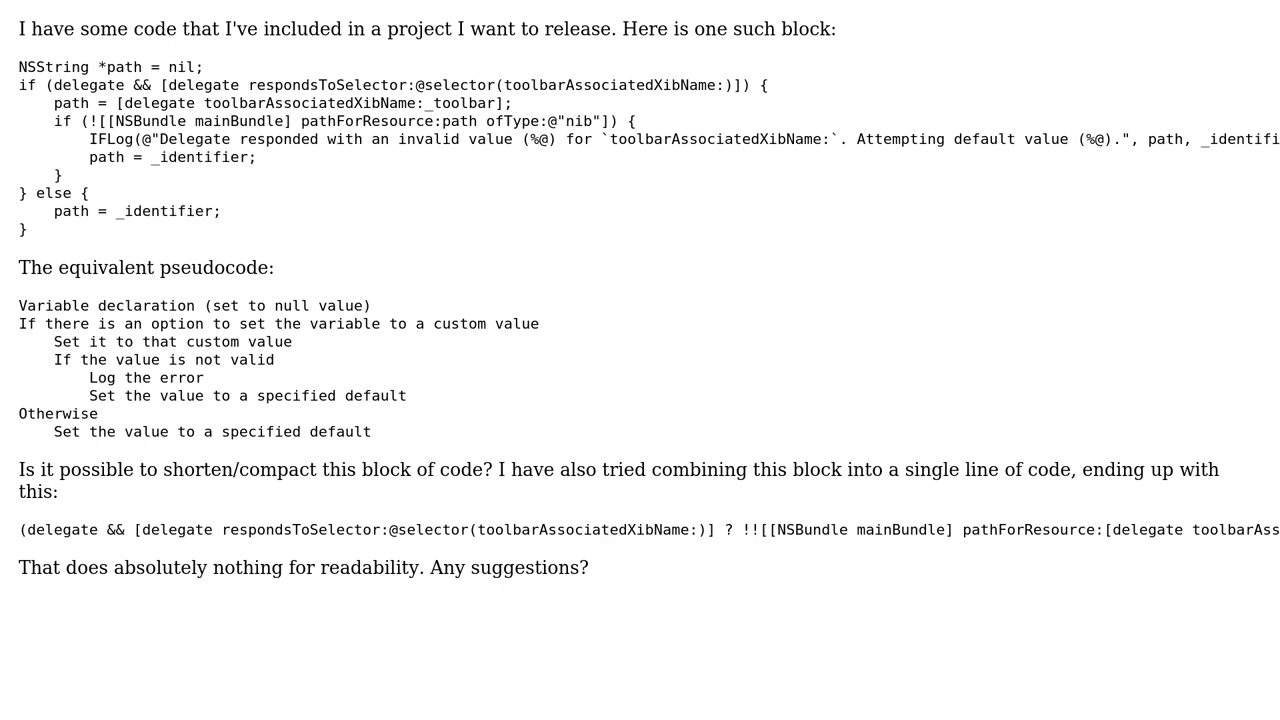 I have some code that I've included in a project I want to release. Here is one such block:
NSString *path = nil;
if (delegate && [delegate respondsToSelector:@selector(toolbarAssociatedXibName:)]) {
    path = [delegate toolbarAssociatedXibName:_toolbar];
    if (![[NSBundle mainBundle] pathForResource:path ofType:@"nib"]) {
        IFLog(@"Delegate responded with an invalid value (%@) for `toolbarAssociatedXibName:`. Attempting default value (%@).", path, _identifi
        path = _identifier;
    }
} else {
    path = _identifier;
}
The equivalent pseudocode:
Variable declaration (set to null value)
If there is an option to set the variable to a custom value
    Set it to that custom value
    If the value is not valid
        Log the error
        Set the value to a specified default
Otherwise
    Set the value to a specified default
Is it possible to shorten/compact this block of code? I have also tried combining this block into a single line of code, ending up with
this:
(delegate && [delegate respondsToSelector:@selector(toolbarAssociatedXibName:)] ? !![[NSBundle mainBundle] pathForResource:[delegate toolbarAss
That does absolutely nothing for readability. Any suggestions?